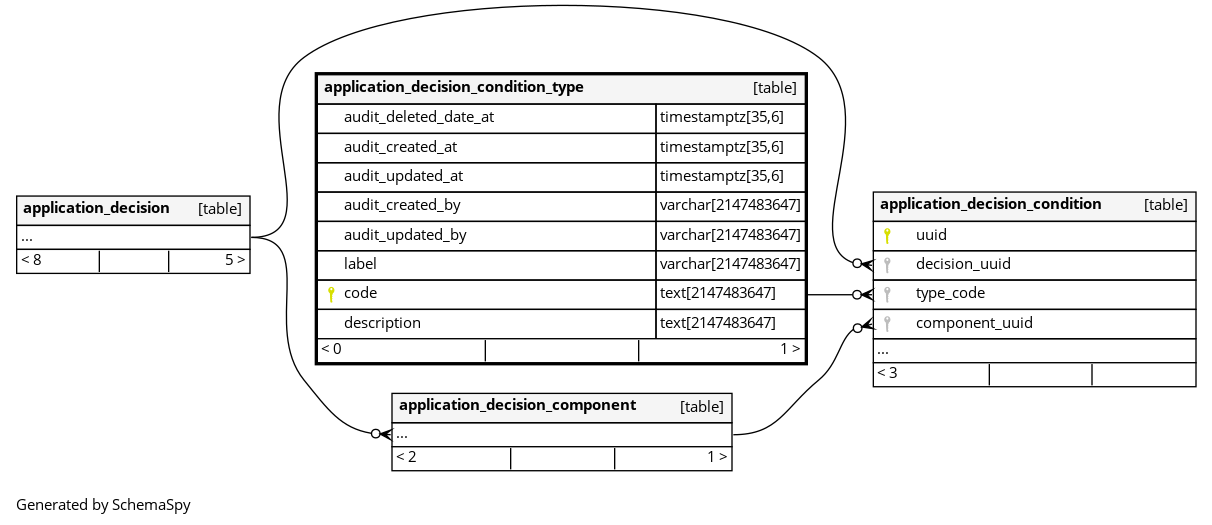 application_decision_condition_type [table]
audit_deleted_date_at timestamptz[35,6]
audit_created_at timestamptz[35,6]
audit_updated_at timestamptz[35,6]
audit_created_by varchar[2147483647]
audit_updated_by varchar[2147483647]
label varchar[2147483647]
code text[2147483647]
description text[2147483647]
< 0 1 >
application_decision [table]
...
< 8 5 >
application_decision_condition [table]
uuid
decision_uuid
type_code
component_uuid
...
< 3
application_decision_component [table]
...
< 2 1 >
Generated by SchemaSpy